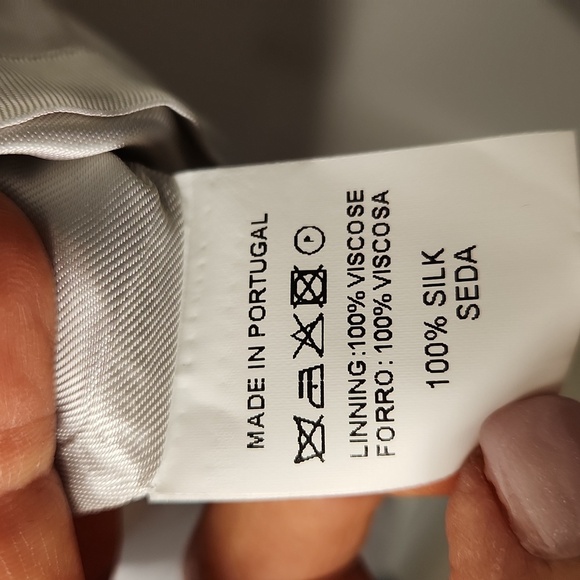 MADE IN PORTUGAL
P
LINNING:100% VISCOSE
FORRO: 100% VISCOSA
100% SILK
SEDA